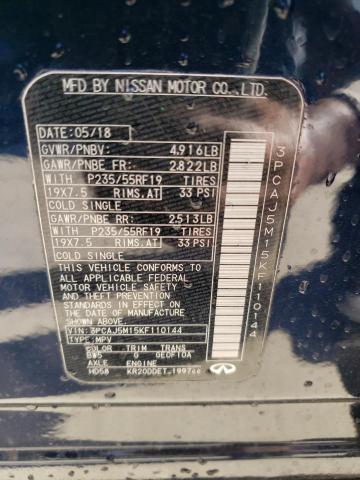 MFD BY NISSAN MOTOR CO., LTD.
DATE: 05/18
GVWR/PNBV: 4,916LB
GAWR/PNBE FR: 2,822LB
WITH P235/55RF19 TIRES
19X7.5 RIMS.AT 33 PSI
COLD SINGLE
GAWR/PNBE RR: 2,513LB
WITH P235/55RF19 TIRES
19X7.5 RIMS.AT 33 PSI
COLD SINGLE
THIS VEHICLE CONFORMS TO
ALL APPLICABLE FEDERAL
MOTOR VEHICLE SAFETY
AND THEFT PREVENTION
STANDARDS IN EFFECT ON
THE DATE OF MANUFACTURE
SHOWN ABOVE.
VIN: 3PCAJ5M15KF110144
TYPE: MPV
COLOR TRIM TRANS
BW5 G GE0F10A
AXLE ENGINE
HD58 KR20DDET, 1997cc
3PCAJ5M15KF110144